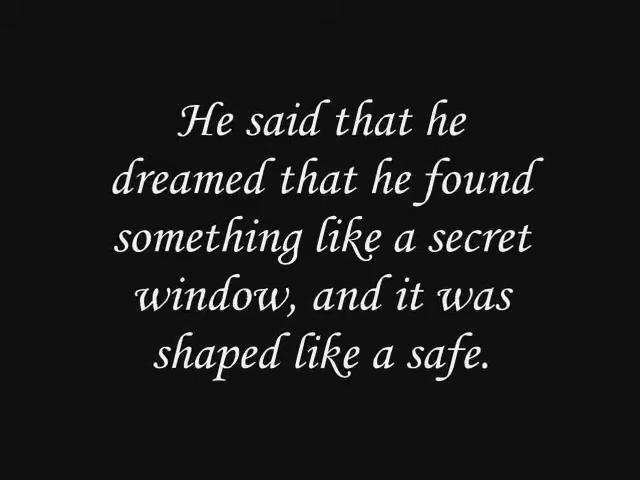 He said that he
dreamed that he found
something like a secret
window, and it was
shaped like a safe.